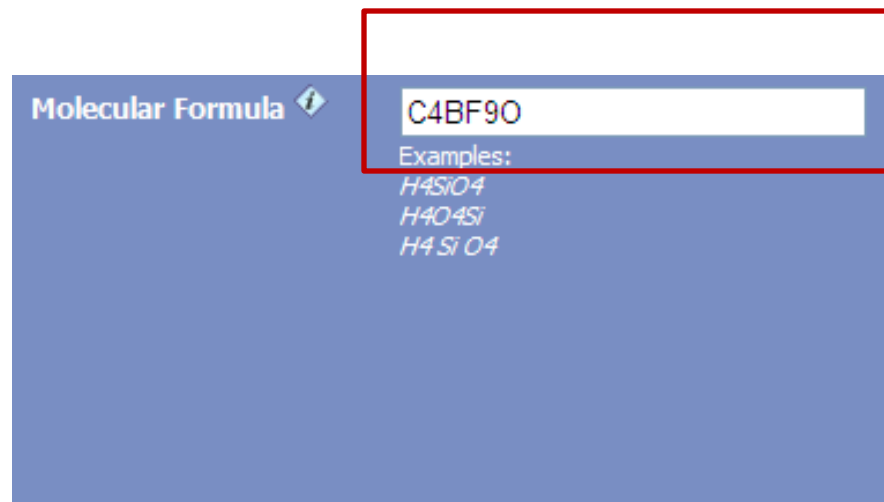 Molecular Formula
C4BF9O
Examples:
H4SiO4
H4O4Si
H4 Si O4